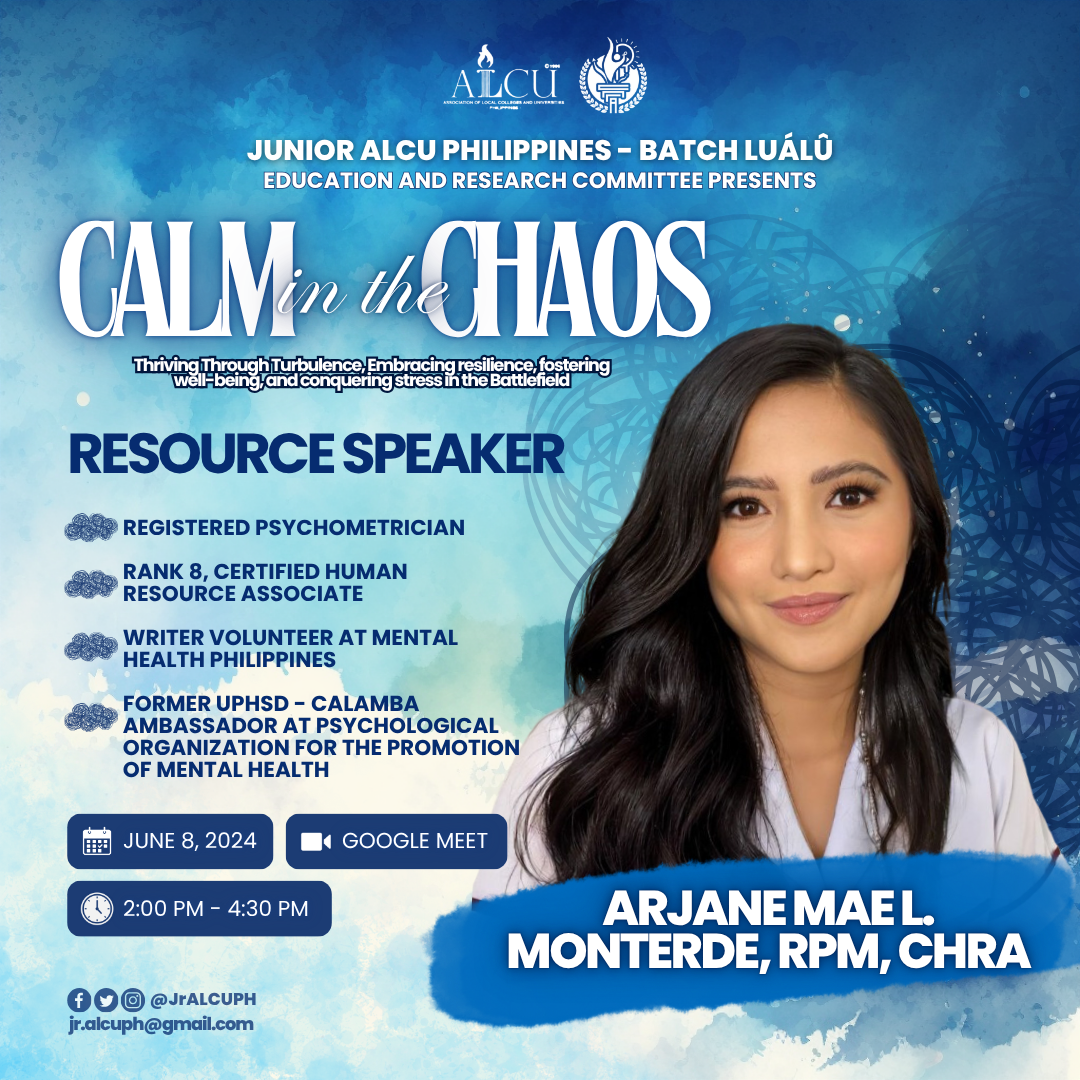 ALCU
ASSOCIATION OF LOCAL COLLEGES AND UNIVERSITIES
PHILIPPINES
JUNIOR ALCU PHILIPPINES - BATCH LUÁLÛ
EDUCATION AND RESEARCH COMMITTEE PRESENTS
CALM in the CHAOS
Thriving Through Turbulence, Embracing resilience, fostering
well-being, and conquering stress in the Battlefield
RESOURCE SPEAKER
REGISTERED PSYCHOMETRICIAN
RANK 8, CERTIFIED HUMAN
RESOURCE ASSOCIATE
WRITER VOLUNTEER AT MENTAL
HEALTH PHILIPPINES
FORMER UPHSD - CALAMBA
AMBASSADOR AT PSYCHOLOGICAL
ORGANIZATION FOR THE PROMOTION
OF MENTAL HEALTH
JUNE 8, 2024
GOOGLE MEET
2:00 PM - 4:30 PM
ARJANE MAE L.
MONTERDE, RPM, CHRA
@JrALCUPH
jr.alcuph@gmail.com